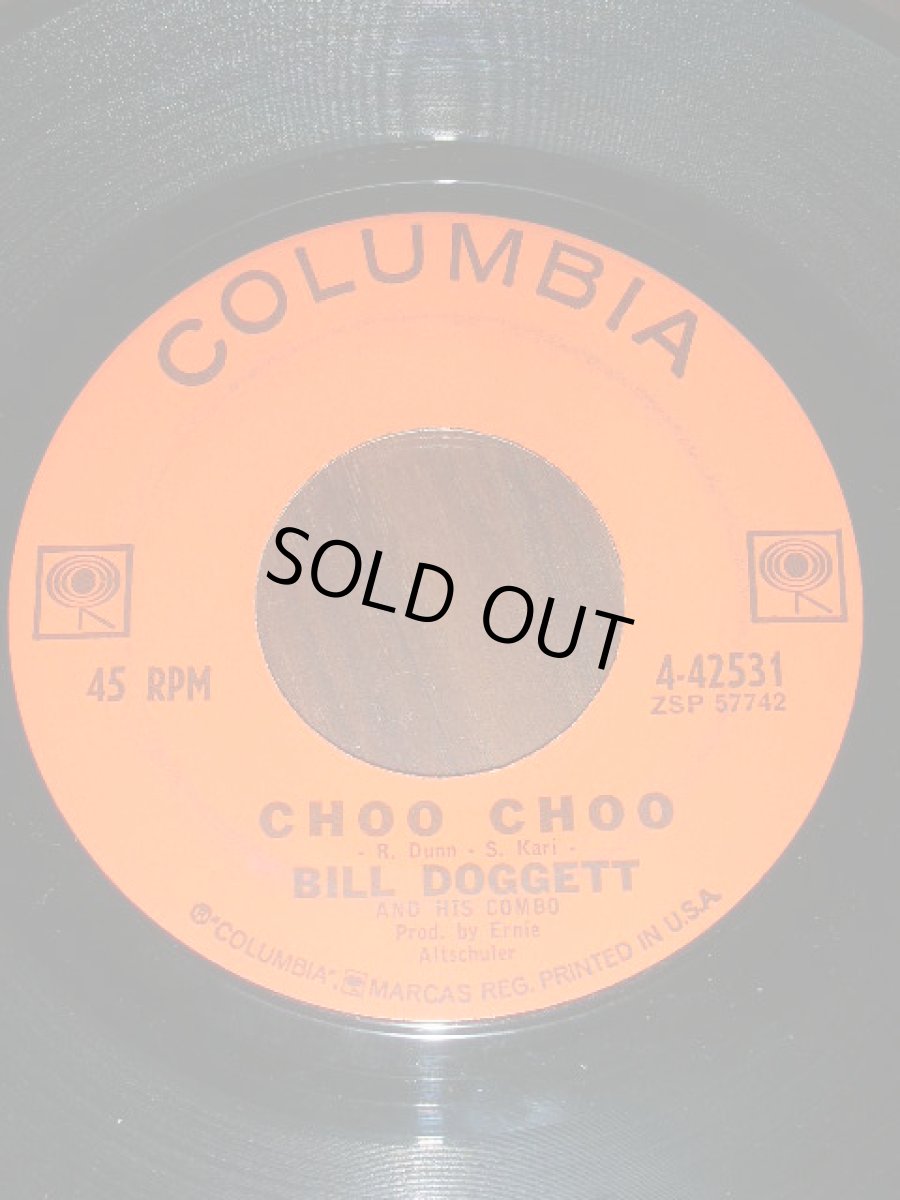 COLUMBIA
SOLD OUT
45 RPM
4-42531
ZSP 57742
CHOO CHOO
- R. Dunn - S. Kari -
BILL DOGGETT
AND HIS COMBO
Prod. by Ernie
Altschuler
® "COLUMBIA", MARCAS REG. PRINTED IN U.S.A.